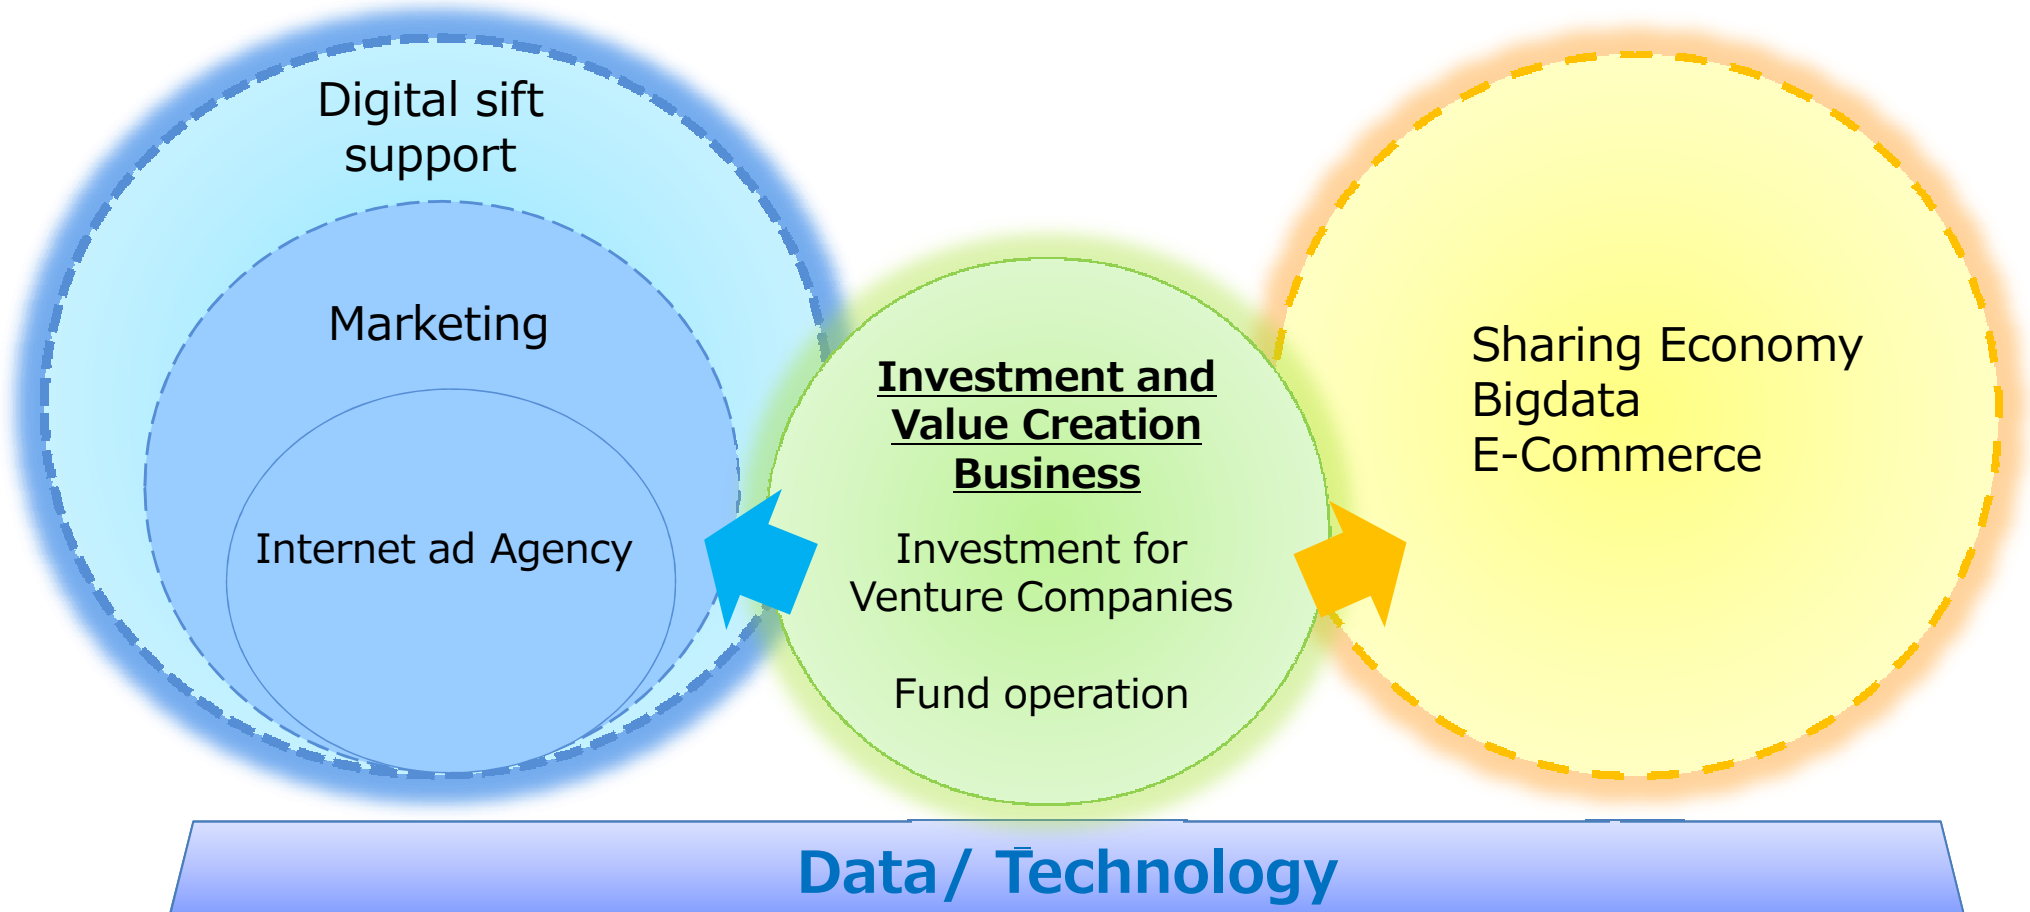 Digital sift
support
Marketing
Internet ad Agency
Investment and
Value Creation
Business
Investment for
Venture Companies
Fund operation
Sharing Economy
Bigdata
E-Commerce
Data/ Technology